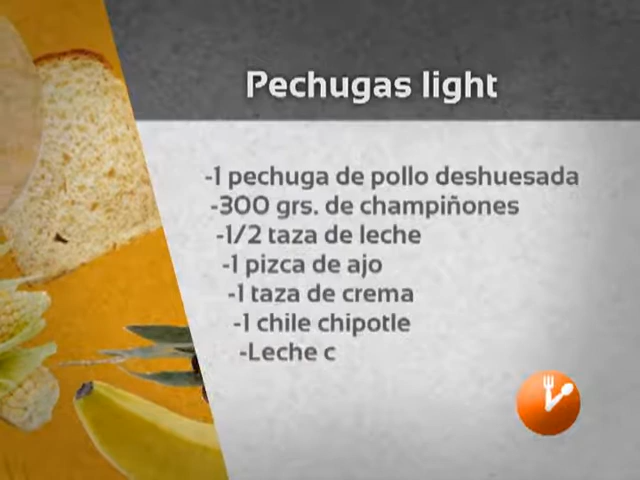 Pechugas light
-1 pechuga de pollo deshuesada
-300 grs. de champiñones
-1/2 taza de leche
-1 pizca de ajo
-1 taza de crema
-1 chile chipotle
-Leche c